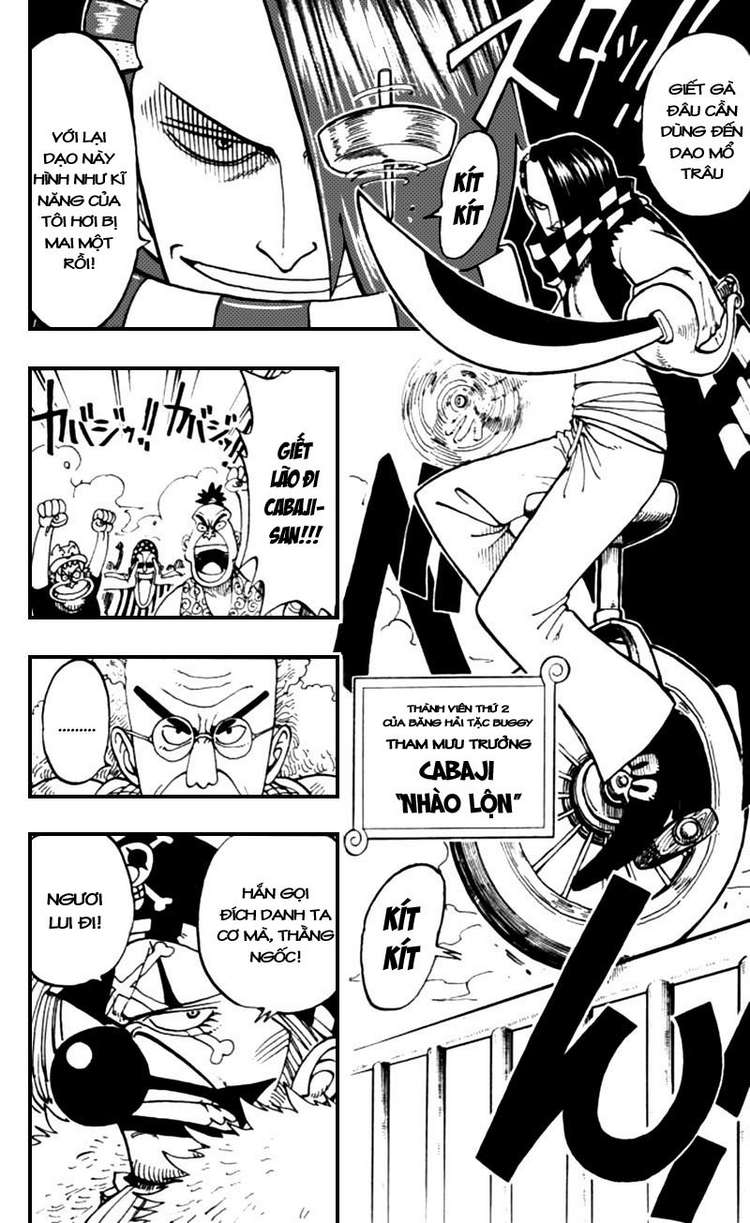 GIẾT GÀ
ĐÂU CẦN
DÙNG ĐẾN
DAO MỔ
TRÂU
VỚI LẠI
DẠO NÀY
HÌNH NHƯ KĨ
NĂNG CỦA
TÔI HƠI BỊ
MAI MỘT
RỒI!
KÍT
KÍT
スタッ!!
カバジッ!!
カバジッ!!
GIẾT
LÃO ĐI
CABAJI-
SAN!!!
..........
THÀNH VIÊN THỨ 2
CỦA BĂNG HẢI TẶC BUGGY
THAM MƯU TRƯỞNG
CABAJI
"NHÀO LỘN"
HẮN GỌI
ĐÍCH DANH TA
CƠ MÀ, THẰNG
NGỐC!
NGƯƠI
LUI ĐI!
KÍT
KÍT